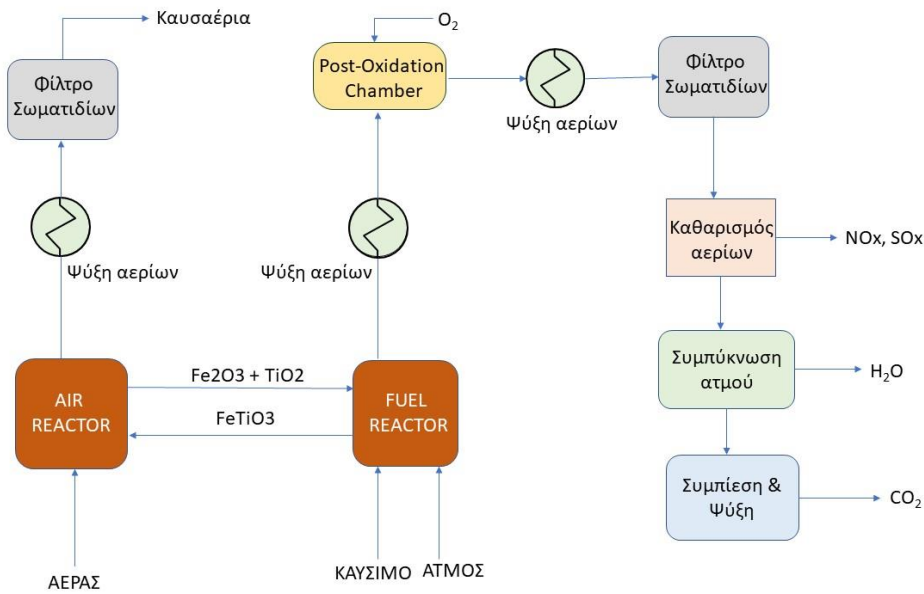 Καυσαέρια
Φίλτρο
Σωματιδίων
Ψύξη αερίων
AIR
REACTOR
ΑΕΡΑΣ
Fe2O3 + TiO2
FeTiO3
O₂
Post-Oxidation
Chamber
Ψύξη αερίων
FUEL
REACTOR
ΚΑΥΣΙΜΟ
ΑΤΜΟΣ
Ψύξη αερίων
Φίλτρο
Σωματιδίων
Καθαρισμός
αερίων
NOx, SOx
Συμπύκνωση
ατμού
H₂O
Συμπίεση &
Ψύξη
CO₂